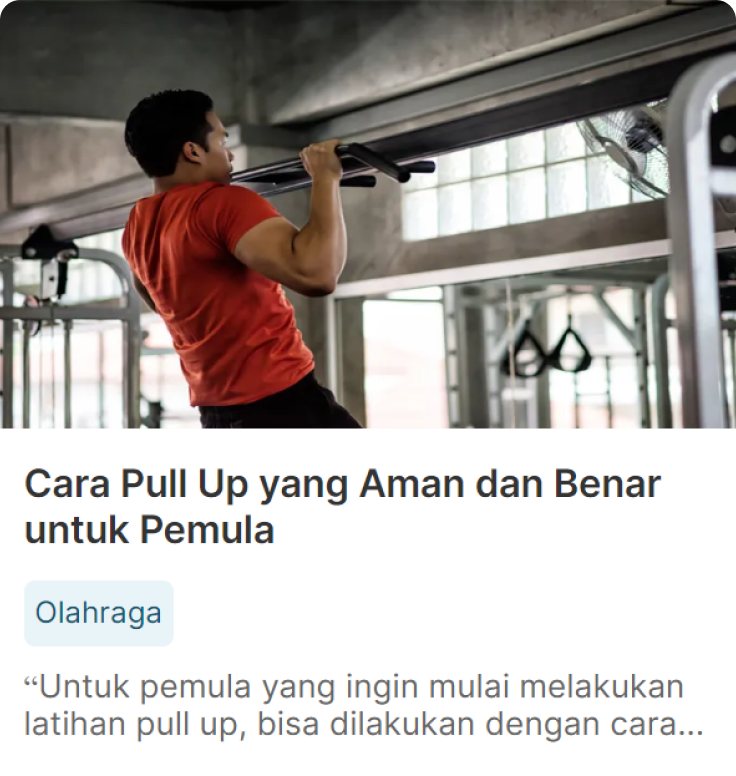 Cara Pull Up yang Aman dan Benar
untuk Pemula
Olahraga
“Untuk pemula yang ingin mulai melakukan
latihan pull up, bisa dilakukan dengan cara...